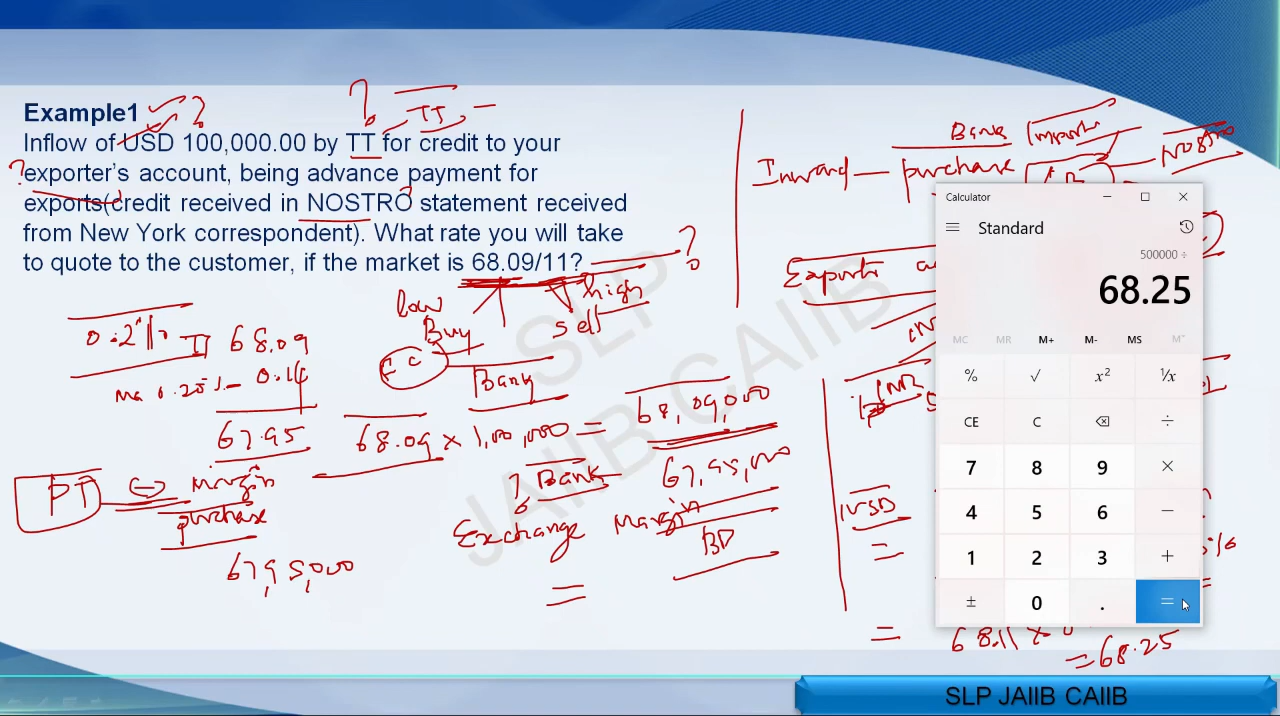 Example1 ?
? TT
Inflow of USD 100,000.00 by TT for credit to your
exporter's account, being advance payment for
exports(credit received in NOSTRO statement received
from New York correspondent). What rate you will take
to quote to the customer, if the market is 68.09/11?
?
?
low
Buy
high
sell
FC
Bank
0.2%
TT 68.09
0.14
67.95
68.09 × 1,00,000 = 68,09,000
67,95,000
PT
margin
purchase
67,95,000
? Bank
Exchange margin
BD
=
Bank
Inward — purchase
NOSTRO
USD
=
=
68.11 ×
= 68.25
Calculator
Standard
500000 ÷
68.25
MC MR M+ M- MS M˅
% √ x² ¹/x
CE C ⌫ ÷
7 8 9 ×
4 5 6 −
1 2 3 +
± 0 . =
SLP
JAIIB CAIIB
SLP JAIIB CAIIB